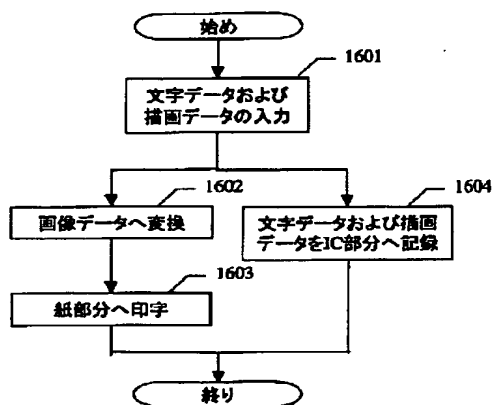 始め
1601
文字データおよび
描画データの入力
1602
画像データへ変換
1604
文字データおよび描画
データをIC部分へ記録
1603
紙部分へ印字
終り